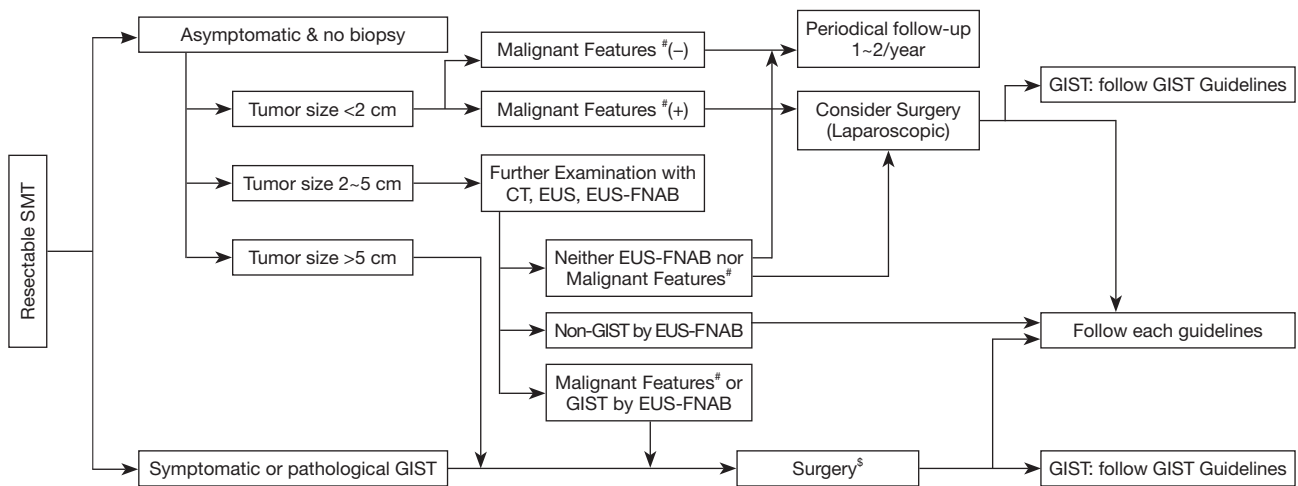 Asymptomatic & no biopsy
Malignant Features #(−)
Periodical follow-up
1~2/year
GIST: follow GIST Guidelines
Tumor size <2 cm
Malignant Features #(+)
Consider Surgery
(Laparoscopic)
Resectable SMT
Tumor size 2~5 cm
Further Examination with
CT, EUS, EUS-FNAB
Tumor size >5 cm
Neither EUS-FNAB nor
Malignant Features#
Non-GIST by EUS-FNAB
Follow each guidelines
Malignant Features# or
GIST by EUS-FNAB
Symptomatic or pathological GIST
Surgery$
GIST: follow GIST Guidelines